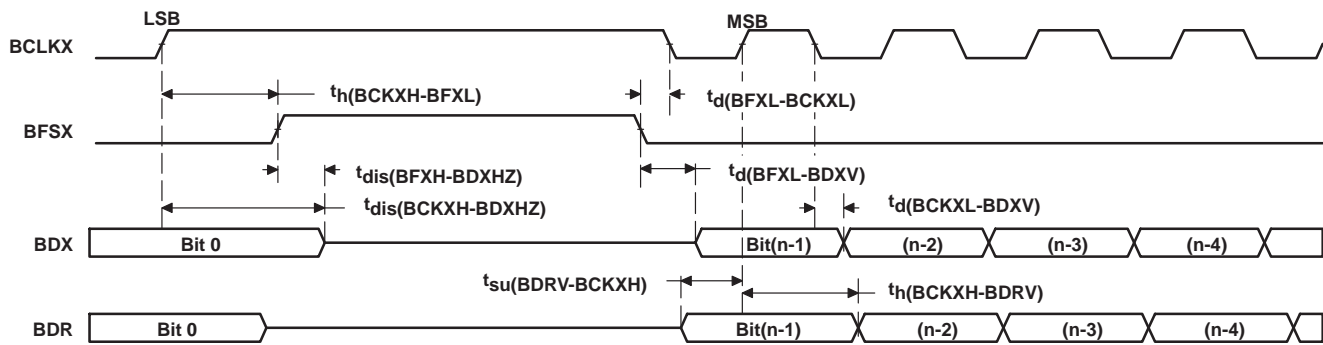 LSB
MSB
BCLKX
th(BCKXH-BFXL)
td(BFXL-BCKXL)
BFSX
tdis(BFXH-BDXHZ)
td(BFXL-BDXV)
tdis(BCKXH-BDXHZ)
td(BCKXL-BDXV)
BDX Bit 0 Bit(n-1) (n-2) (n-3) (n-4)
tsu(BDRV-BCKXH)
th(BCKXH-BDRV)
BDR Bit 0 Bit(n-1) (n-2) (n-3) (n-4)